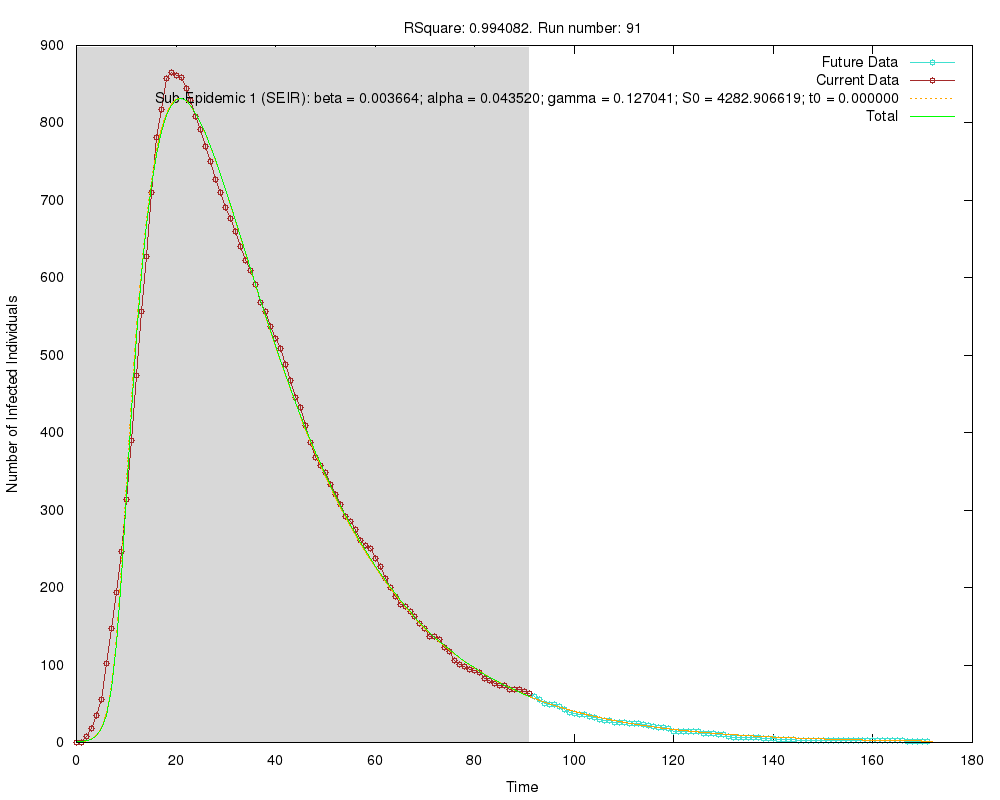 RSquare: 0.994082. Run number: 91
900
800
700
600
500
400
300
200
100
0
Number of Infected Individuals
Future Data
Current Data
Sub-Epidemic 1 (SEIR): beta = 0.003664; alpha = 0.043520; gamma = 0.127041; S0 = 4282.906619; t0 = 0.000000
Total
0 20 40 60 80 100 120 140 160 180
Time